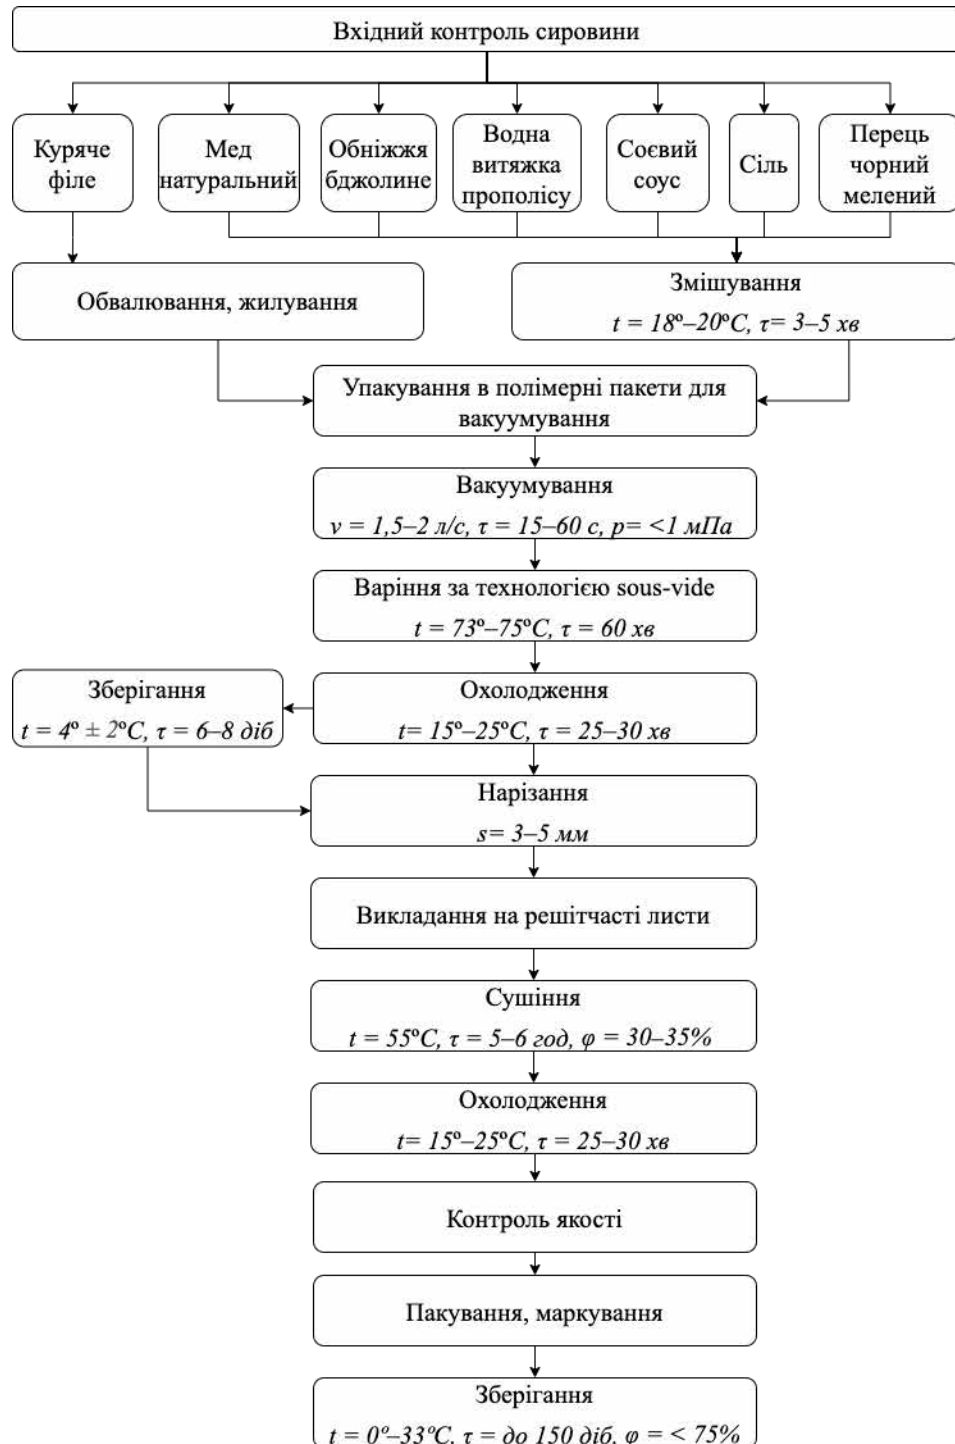 Вхідний контроль сировини
Куряче
філе
Мед
натуральний
Обніжжя
бджолине
Водна
витяжка
прополісу
Соєвий
соус
Сіль
Перець
чорний
мелений
Обвалювання, жилування
Змішування
t = 18º–20ºC, τ= 3–5 хв
Упакування в полімерні пакети для
вакуумування
Вакуумування
v = 1,5–2 л/с, τ = 15–60 с, p= <1 мПа
Варіння за технологією sous-vide
t = 73º–75ºC, τ = 60 хв
Зберігання
t = 4º ± 2ºC, τ = 6–8 діб
Охолодження
t= 15º–25ºC, τ = 25–30 хв
Нарізання
s= 3–5 мм
Викладання на решітчасті листи
Сушіння
t = 55ºC, τ = 5–6 год, φ = 30–35%
Охолодження
t= 15º–25ºC, τ = 25–30 хв
Контроль якості
Пакування, маркування
Зберігання
t = 0º–33ºC, τ = до 150 діб, φ = < 75%